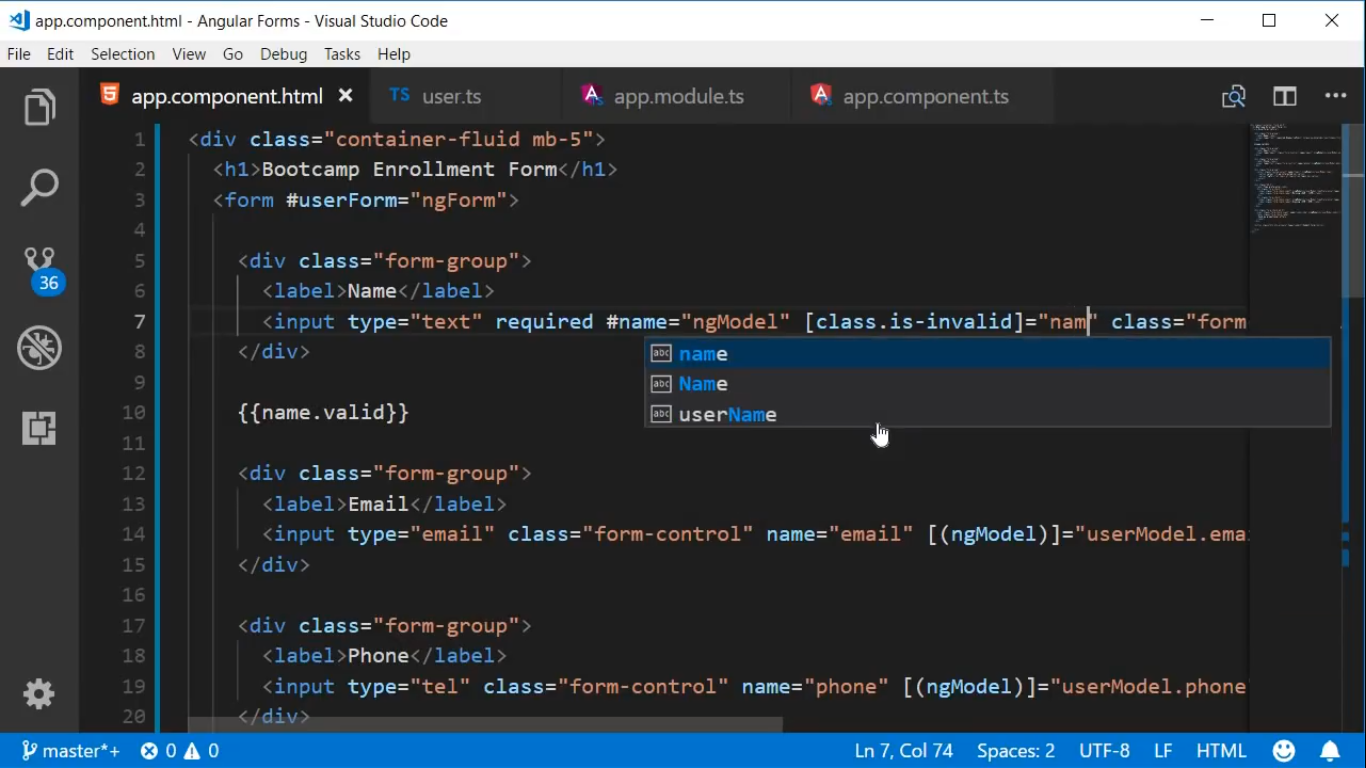 app.component.html - Angular Forms - Visual Studio Code
File Edit Selection View Go Debug Tasks Help
app.component.html TS user.ts app.module.ts app.component.ts
1 <div class="container-fluid mb-5">
2 <h1>Bootcamp Enrollment Form</h1>
3 <form #userForm="ngForm">
4
5 <div class="form-group">
6 <label>Name</label>
7 <input type="text" required #name="ngModel" [class.is-invalid]="nam" class="form
abc name
8 </div>
abc Name
9
10 {{name.valid}}
abc userName
11
12 <div class="form-group">
13 <label>Email</label>
14 <input type="email" class="form-control" name="email" [(ngModel)]="userModel.emai
15 </div>
16
17 <div class="form-group">
18 <label>Phone</label>
19 <input type="tel" class="form-control" name="phone" [(ngModel)]="userModel.phone
20 </div>
36
master*+ 0 0 Ln 7, Col 74 Spaces: 2 UTF-8 LF HTML